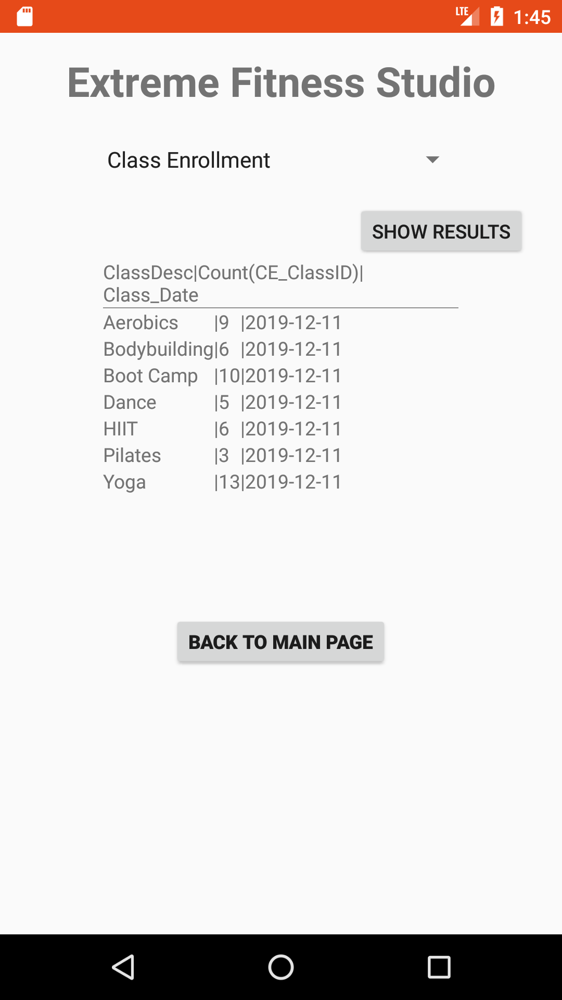 LTE 1:45
Extreme Fitness Studio
Class Enrollment
SHOW RESULTS
ClassDesc|Count(CE_ClassID)|
Class_Date
Aerobics |9 |2019-12-11
Bodybuilding|6 |2019-12-11
Boot Camp |10|2019-12-11
Dance |5 |2019-12-11
HIIT |6 |2019-12-11
Pilates |3 |2019-12-11
Yoga |13|2019-12-11
BACK TO MAIN PAGE